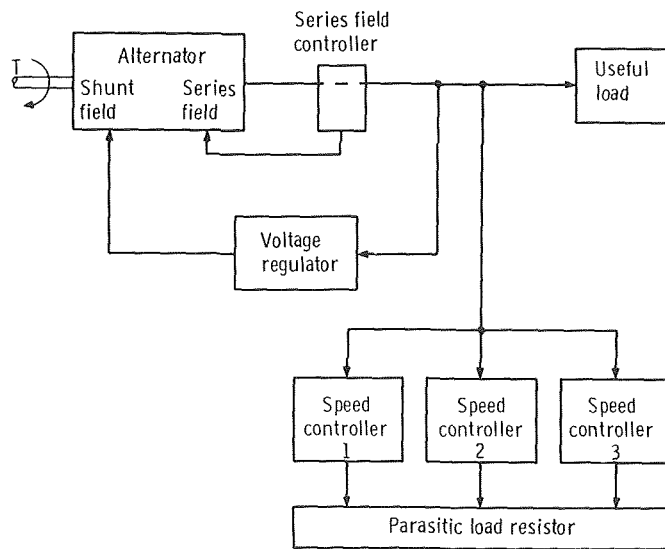 Series field
controller
T
Alternator
Shunt
field
Series
field
Useful
load
Voltage
regulator
Speed
controller
1
Speed
controller
2
Speed
controller
3
Parasitic load resistor